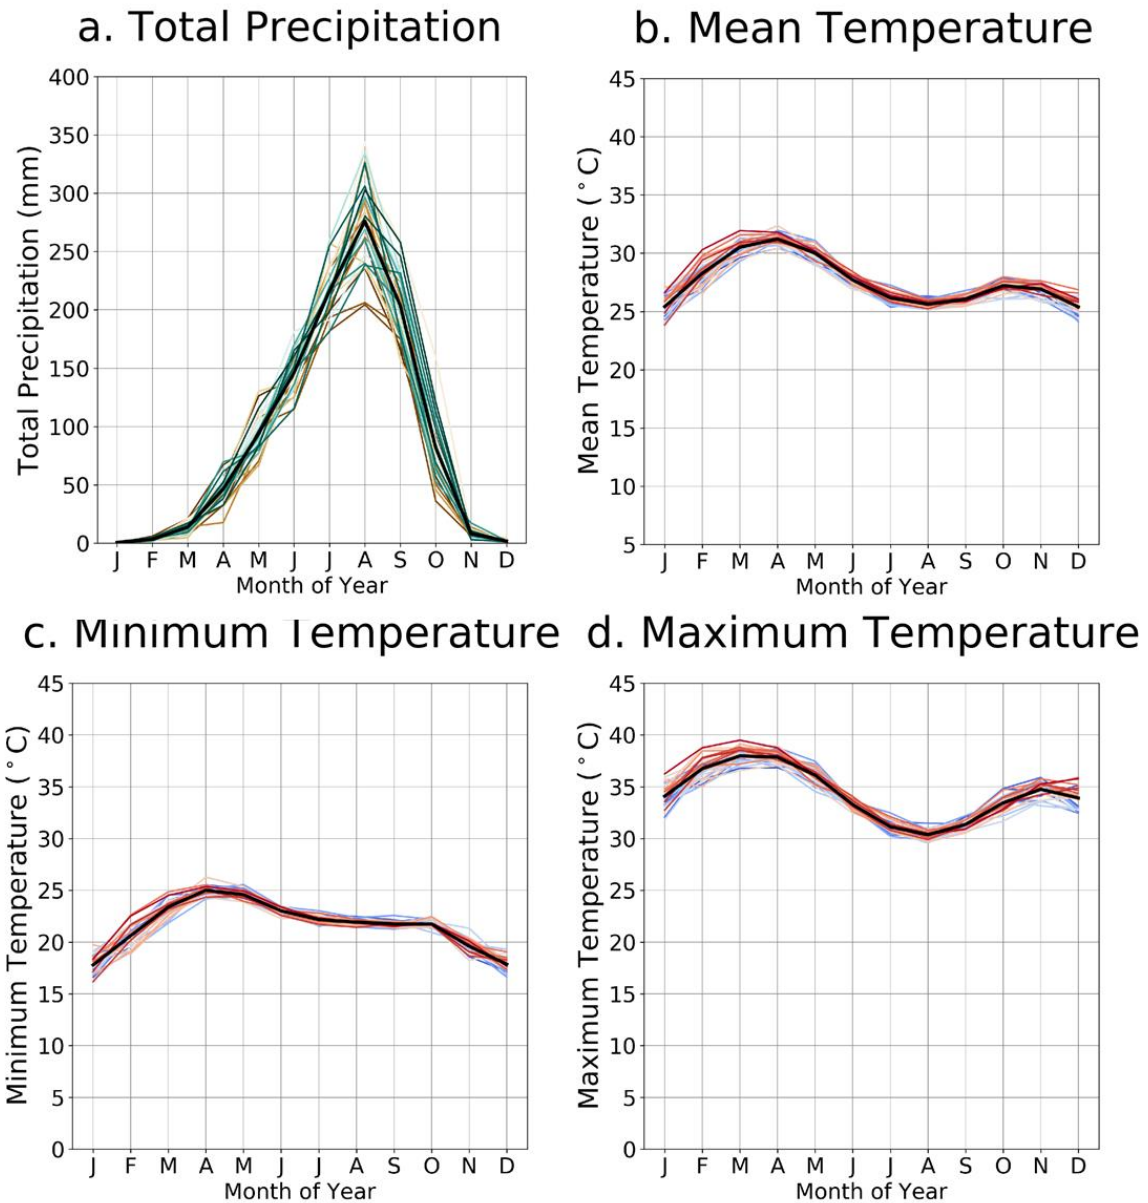 a. Total Precipitation
400
350
300
250
200
150
100
50
0
Total Precipitation (mm)
J F M A M J J A S O N D
Month of Year
b. Mean Temperature
45
40
35
30
25
20
15
10
5
Mean Temperature (°C)
J F M A M J J A S O N D
Month of Year
c. Minimum Temperature
45
40
35
30
25
20
15
10
5
0
Minimum Temperature (°C)
J F M A M J J A S O N D
Month of Year
d. Maximum Temperature
45
40
35
30
25
20
15
10
5
0
Maximum Temperature (°C)
J F M A M J J A S O N D
Month of Year